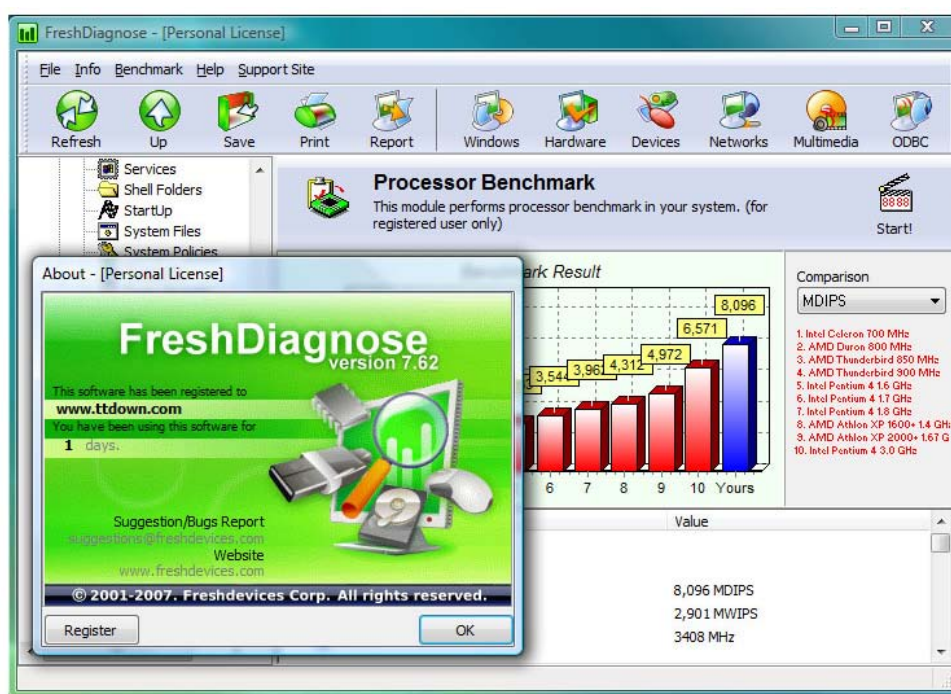 FreshDiagnose - [Personal License]
File Info Benchmark Help Support Site
Refresh Up Save Print Report Windows Hardware Devices Networks Multimedia ODBC
Services
Shell Folders
StartUp
System Files
System Policies
Processor Benchmark
This module performs processor benchmark in your system. (for
registered user only)
Start!
About - [Personal License]
FreshDiagnose
version 7.62
This software has been registered to
www.ttdown.com
You have been using this software for
1 days.
Suggestion/Bugs Report
suggestions@freshdevices.com
Website
www.freshdevices.com
© 2001-2007. Freshdevices Corp. All rights reserved.
Register OK
Benchmark Result
3,544 3,962 4,312 4,972 6,571 8,096
6 7 8 9 10 Yours
Comparison
MDIPS
1. Intel Celeron 700 MHz
2. AMD Duron 800 MHz
3. AMD Thunderbird 850 MHz
4. AMD Thunderbird 900 MHz
5. Intel Pentium 4 1.6 GHz
6. Intel Pentium 4 1.7 GHz
7. Intel Pentium 4 1.8 GHz
8. AMD Athlon XP 1600+ 1.4 GHz
9. AMD Athlon XP 2000+ 1.67 G
10. Intel Pentium 4 3.0 GHz
Value
8,096 MDIPS
2,901 MWIPS
3408 MHz